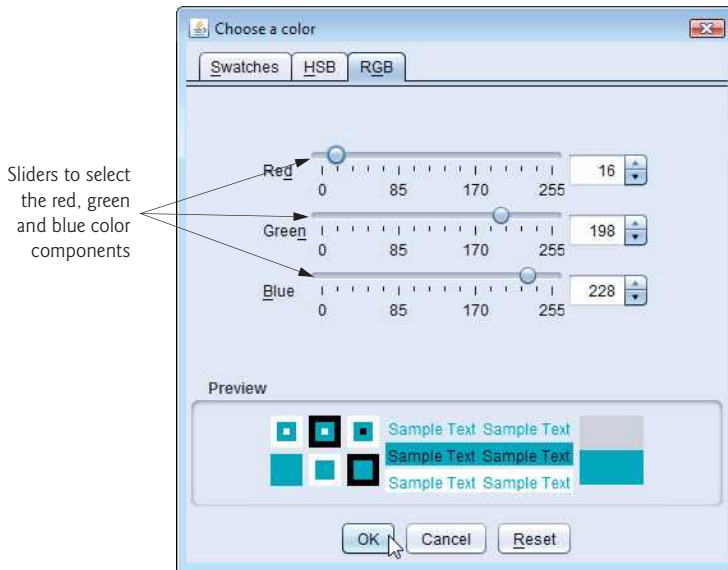 Choose a color
Swatches HSB RGB
Sliders to select
the red, green
and blue color
components
Red 16
0 85 170 255
Green 198
0 85 170 255
Blue 228
0 85 170 255
Preview
Sample Text Sample Text
Sample Text Sample Text
Sample Text Sample Text
OK Cancel Reset